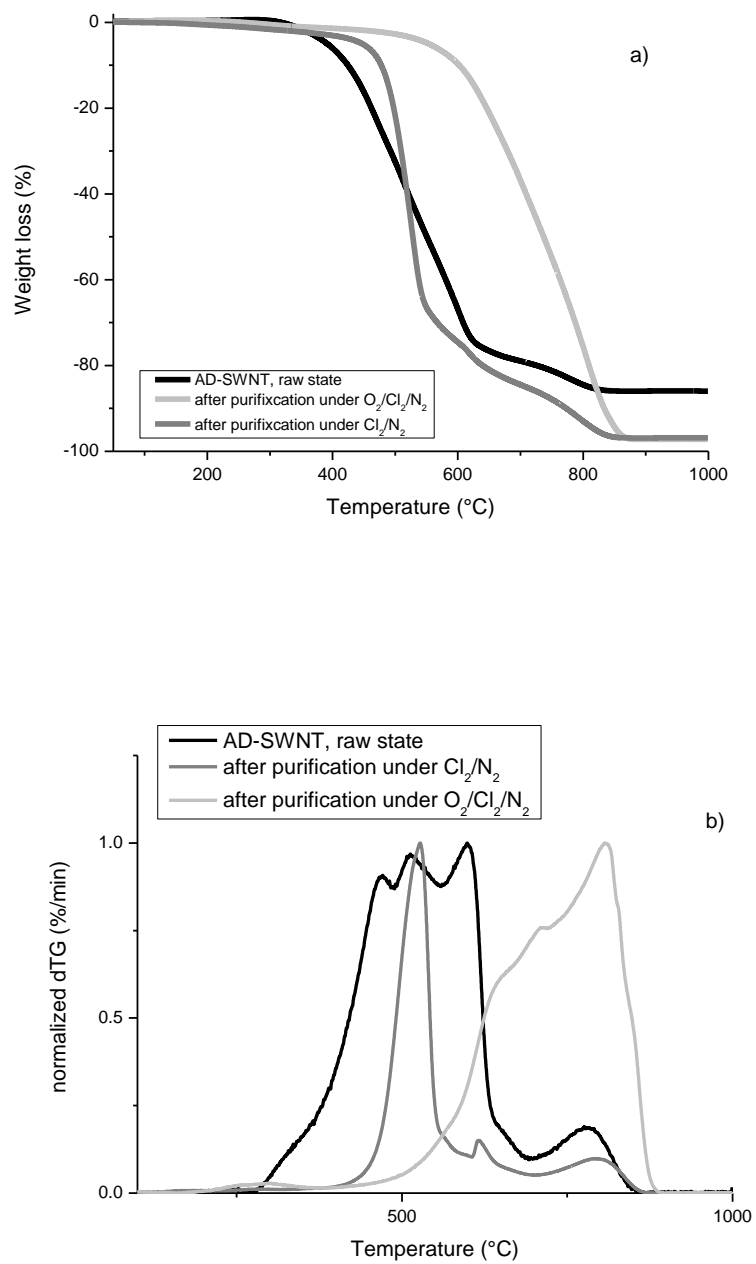 a)
0
-20
-40
-60
-80
-100
Weight loss (%)
AD-SWNT, raw state
after purifixcation under O₂/Cl₂/N₂
after purifixcation under Cl₂/N₂
200
400
600
800
1000
Temperature (°C)
AD-SWNT, raw state
after purification under Cl₂/N₂
after purification under O₂/Cl₂/N₂
b)
1.0
0.5
0.0
normalized dTG (%/min)
500
1000
Temperature (°C)